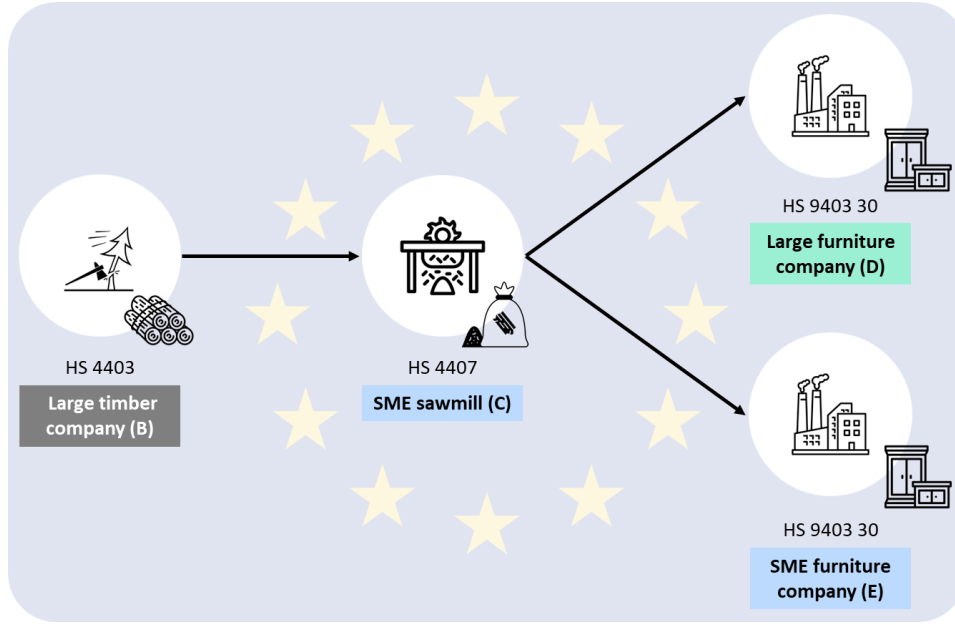 HS 4403
Large timber
company (B)
HS 4407
SME sawmill (C)
HS 9403 30
Large furniture
company (D)
HS 9403 30
SME furniture
company (E)